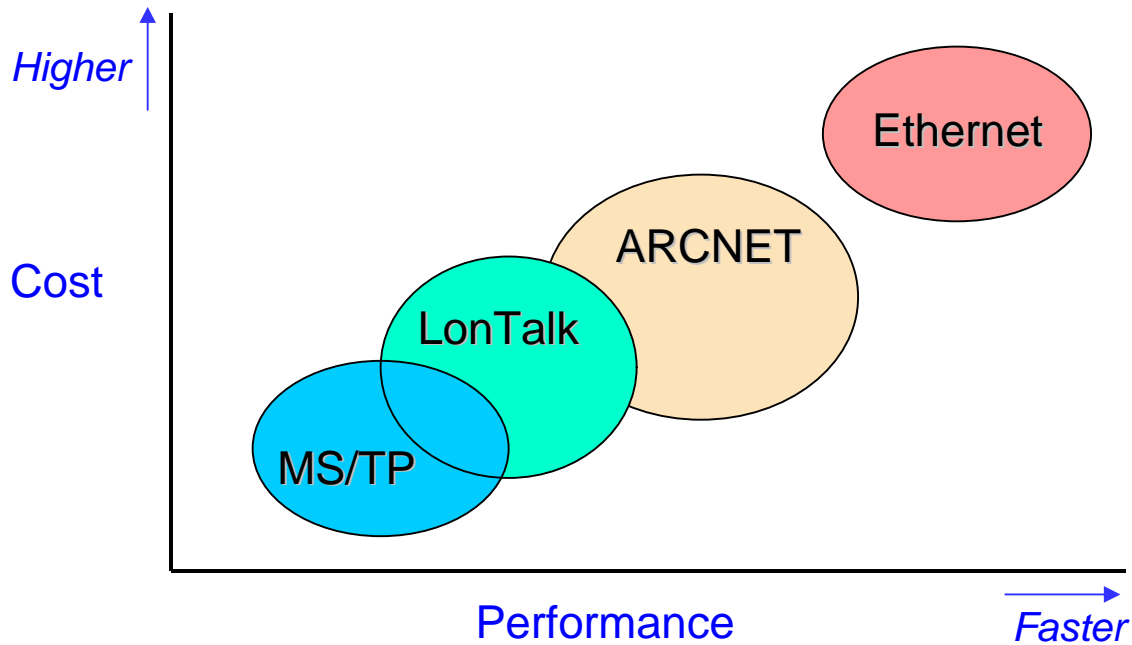 Higher
Ethernet
ARCNET
Cost
LonTalk
MS/TP
Performance
Faster